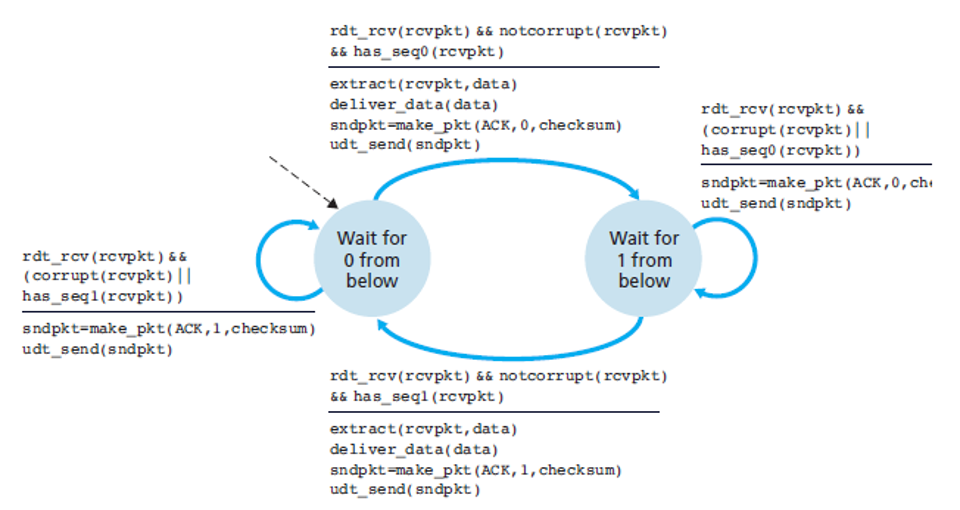 rdt_rcv(rcvpkt) && notcorrupt(rcvpkt)
&& has_seq0(rcvpkt)
extract(rcvpkt,data)
deliver_data(data)
sndpkt=make_pkt(ACK,0,checksum)
udt_send(sndpkt)
rdt_rcv(rcvpkt) &&
(corrupt(rcvpkt)||
has_seq0(rcvpkt))
sndpkt=make_pkt(ACK,0,ch
udt_send(sndpkt)
Wait for
0 from
below
Wait for
1 from
below
rdt_rcv(rcvpkt) &&
(corrupt(rcvpkt)||
has_seq1(rcvpkt))
sndpkt=make_pkt(ACK,1,checksum)
udt_send(sndpkt)
rdt_rcv(rcvpkt) && notcorrupt(rcvpkt)
&& has_seq1(rcvpkt)
extract(rcvpkt,data)
deliver_data(data)
sndpkt=make_pkt(ACK,1,checksum)
udt_send(sndpkt)